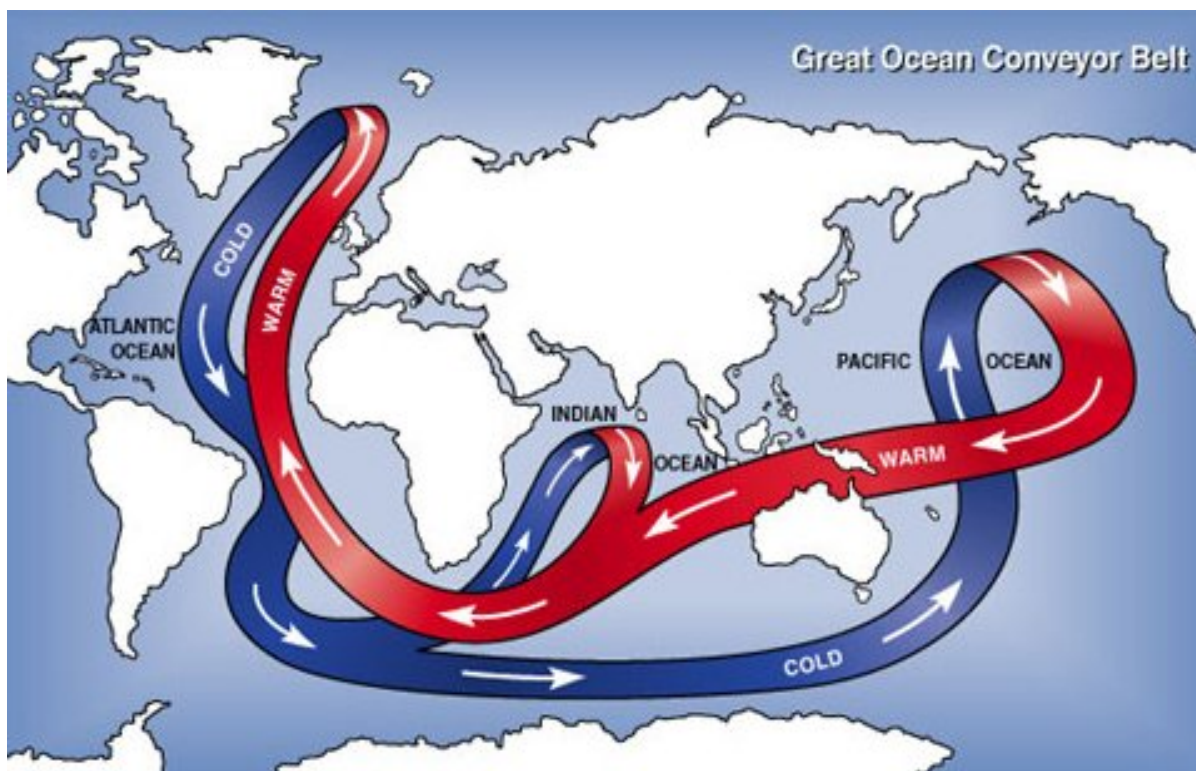 Great Ocean Conveyor Belt
COLD
WARM
ATLANTIC
OCEAN
PACIFIC OCEAN
INDIAN
OCEAN
WARM
COLD